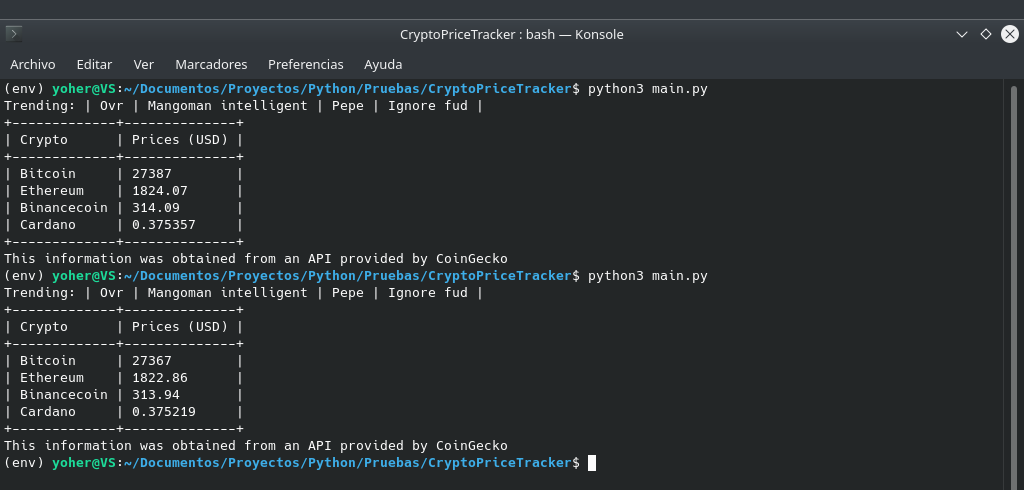 CryptoPriceTracker : bash — Konsole
Archivo Editar Ver Marcadores Preferencias Ayuda
(env) yoher@VS:~/Documentos/Proyectos/Python/Pruebas/CryptoPriceTracker$ python3 main.py
Trending: | Ovr | Mangoman intelligent | Pepe | Ignore fud |
+-------------+--------------+
| Crypto      | Prices (USD) |
+-------------+--------------+
| Bitcoin     | 27387        |
| Ethereum    | 1824.07      |
| Binancecoin | 314.09       |
| Cardano     | 0.375357     |
+-------------+--------------+
This information was obtained from an API provided by CoinGecko
(env) yoher@VS:~/Documentos/Proyectos/Python/Pruebas/CryptoPriceTracker$ python3 main.py
Trending: | Ovr | Mangoman intelligent | Pepe | Ignore fud |
+-------------+--------------+
| Crypto      | Prices (USD) |
+-------------+--------------+
| Bitcoin     | 27367        |
| Ethereum    | 1822.86      |
| Binancecoin | 313.94       |
| Cardano     | 0.375219     |
+-------------+--------------+
This information was obtained from an API provided by CoinGecko
(env) yoher@VS:~/Documentos/Proyectos/Python/Pruebas/CryptoPriceTracker$